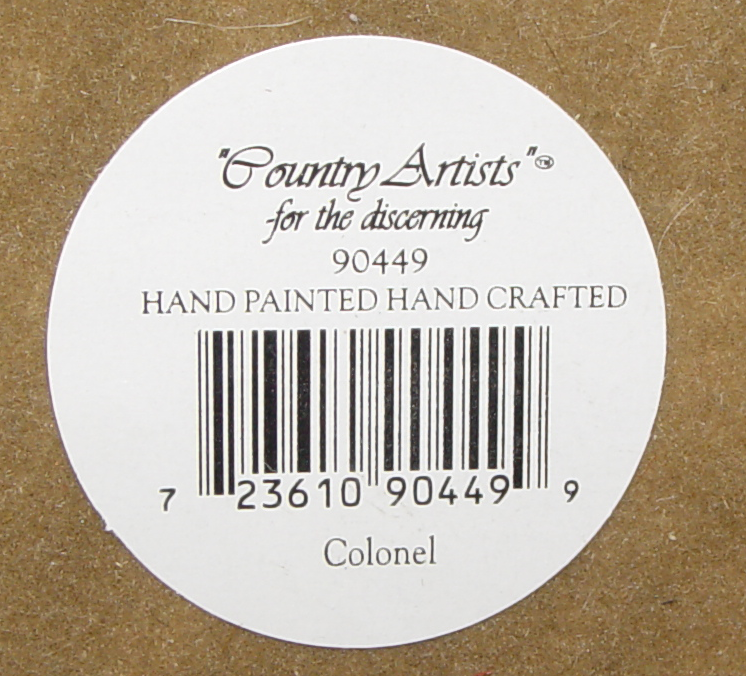 "Country Artists"™
-for the discerning
90449
HAND PAINTED HAND CRAFTED
7 23610 90449 9
Colonel